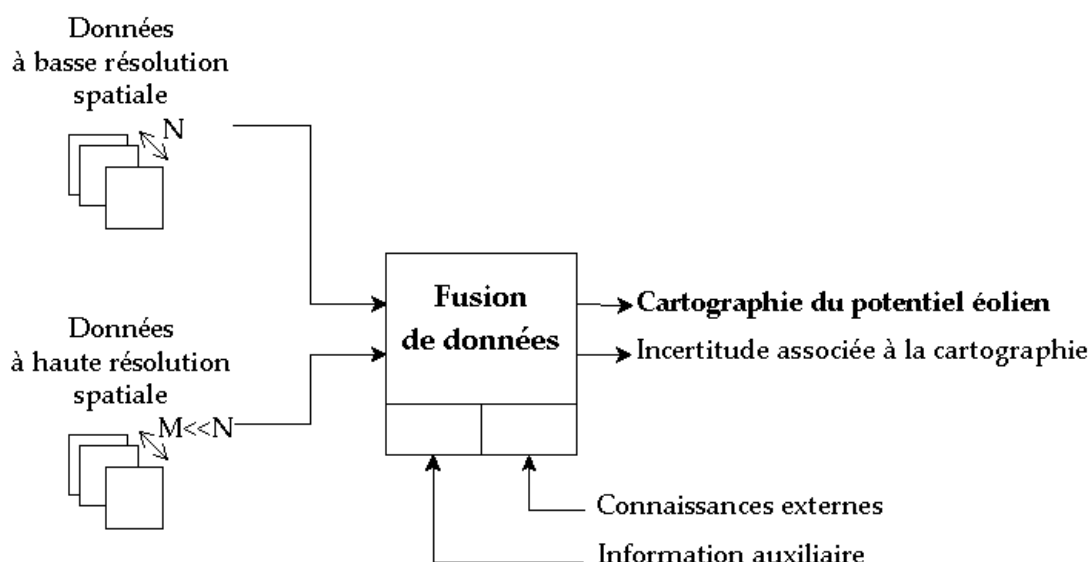 Données
à basse résolution
spatiale
N
Données
à haute résolution
spatiale
M<<N
Fusion
de données
Cartographie du potentiel éolien
Incertitude associée à la cartographie
Connaissances externes
Information auxiliaire